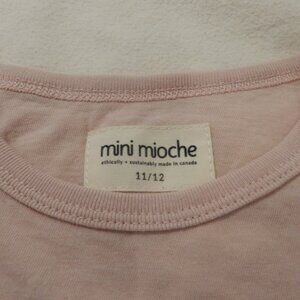 mini mioche
ethically + sustainably made in canada
11/12